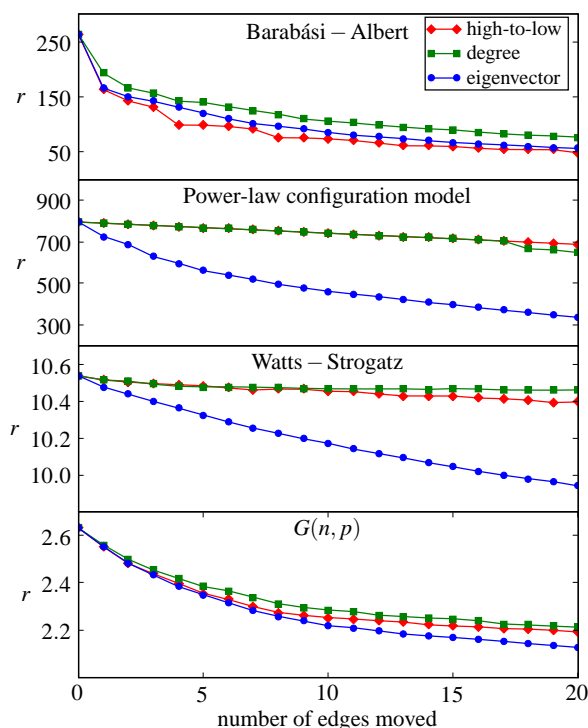 Barabási – Albert
high-to-low
degree
eigenvector
250
150
50
r
Power-law configuration model
900
700
500
300
r
Watts – Strogatz
10.6
10.4
10.2
10.0
r
G(n, p)
2.6
2.4
2.2
r
0 5 10 15 20
number of edges moved